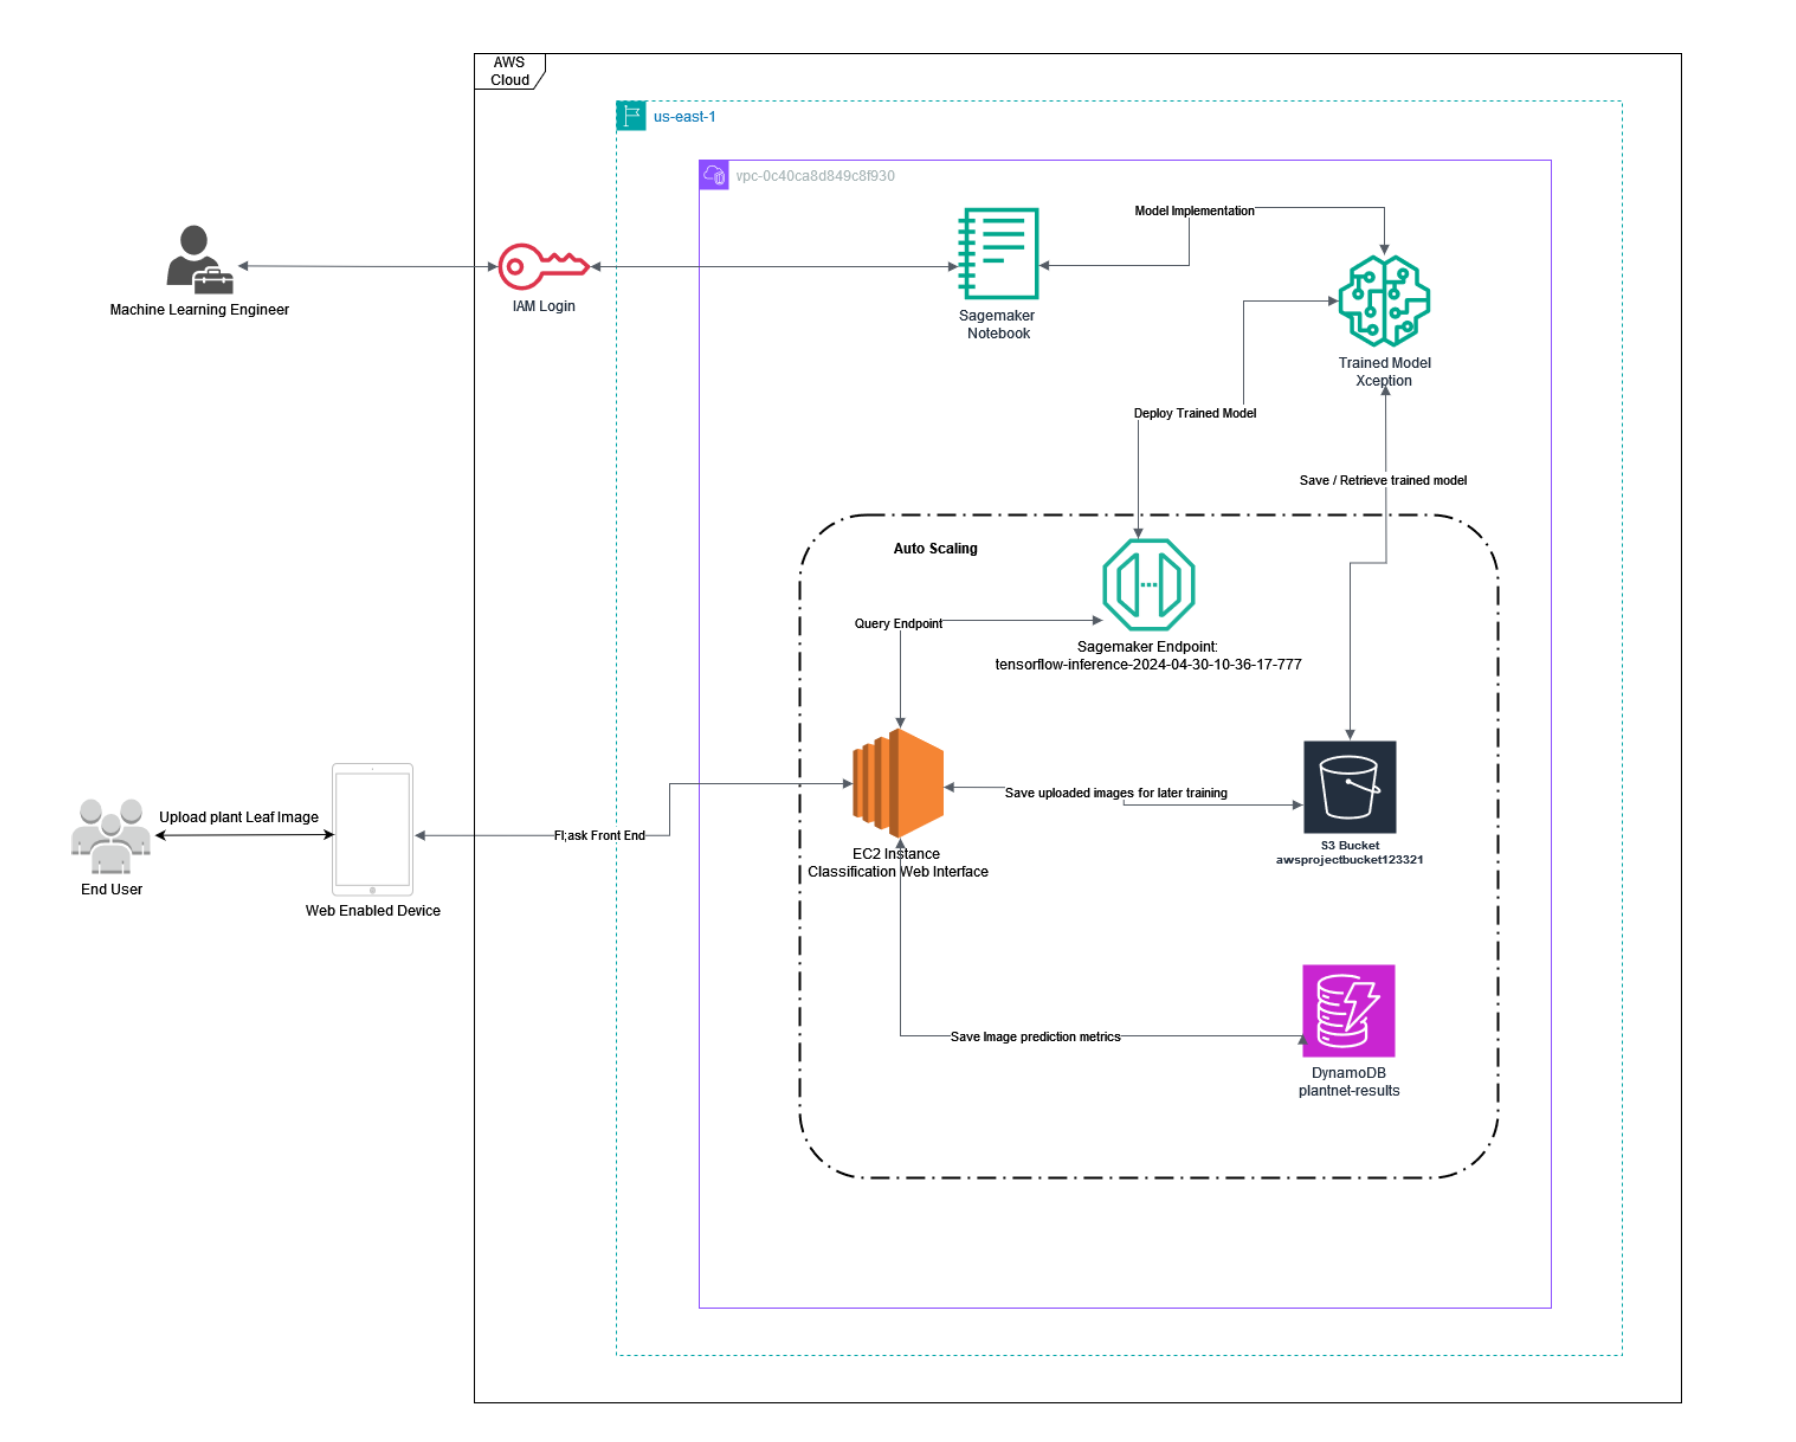 AWS
Cloud
us-east-1
vpc-0c40ca8d849c8f930
Model Implementation
Machine Learning Engineer
IAM Login
Sagemaker
Notebook
Trained Model
Xception
Deploy Trained Model
Save / Retrieve trained model
Auto Scaling
Query Endpoint
Sagemaker Endpoint:
tensorflow-inference-2024-04-30-10-36-17-777
Save uploaded images for later training
Upload plant Leaf Image
Fl;ask Front End
EC2 Instance
Classification Web Interface
S3 Bucket
awsprojectbucket123321
End User
Web Enabled Device
Save Image prediction metrics
DynamoDB
plantnet-results